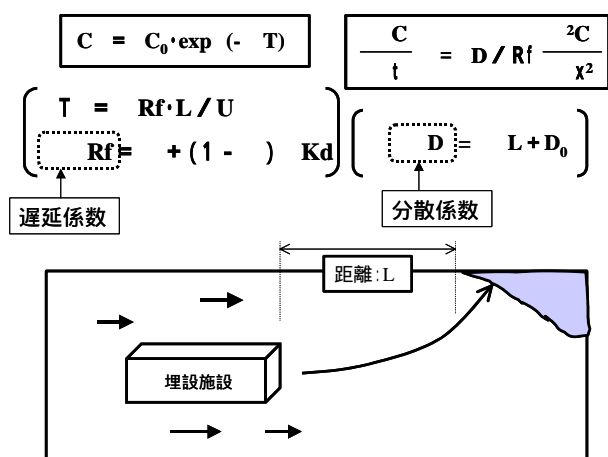 C = C₀・exp (- T)
C
t
= D / Rf
²C
x²
T = Rf・L / U
Rf = + (1 - ) Kd
D = L + D₀
遅延係数
分散係数
距離:L
埋設施設